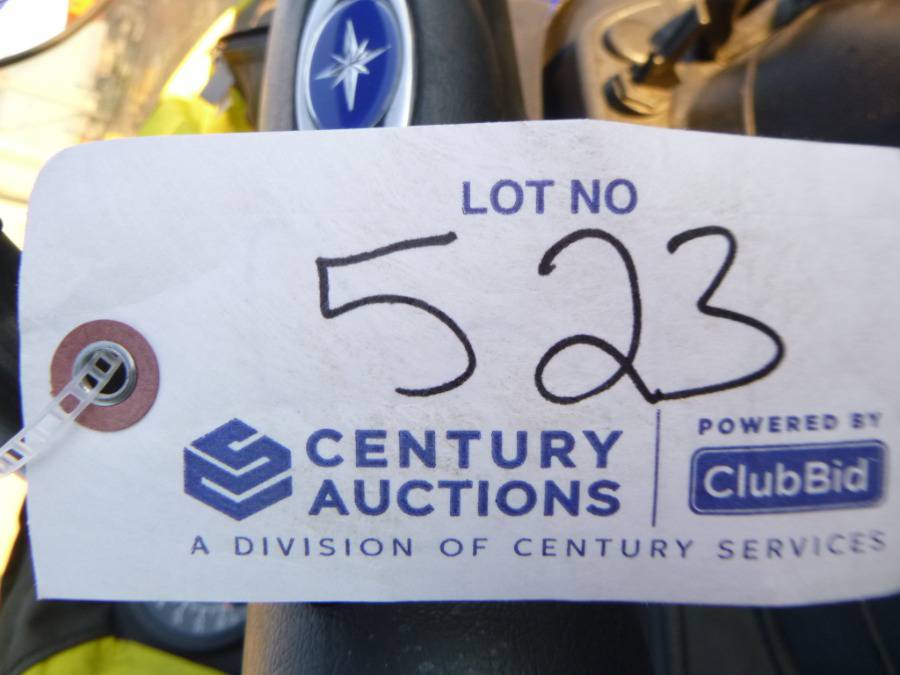 LOT NO
523
CENTURY
AUCTIONS
A DIVISION OF CENTURY SERVICES
POWERED BY
ClubBid